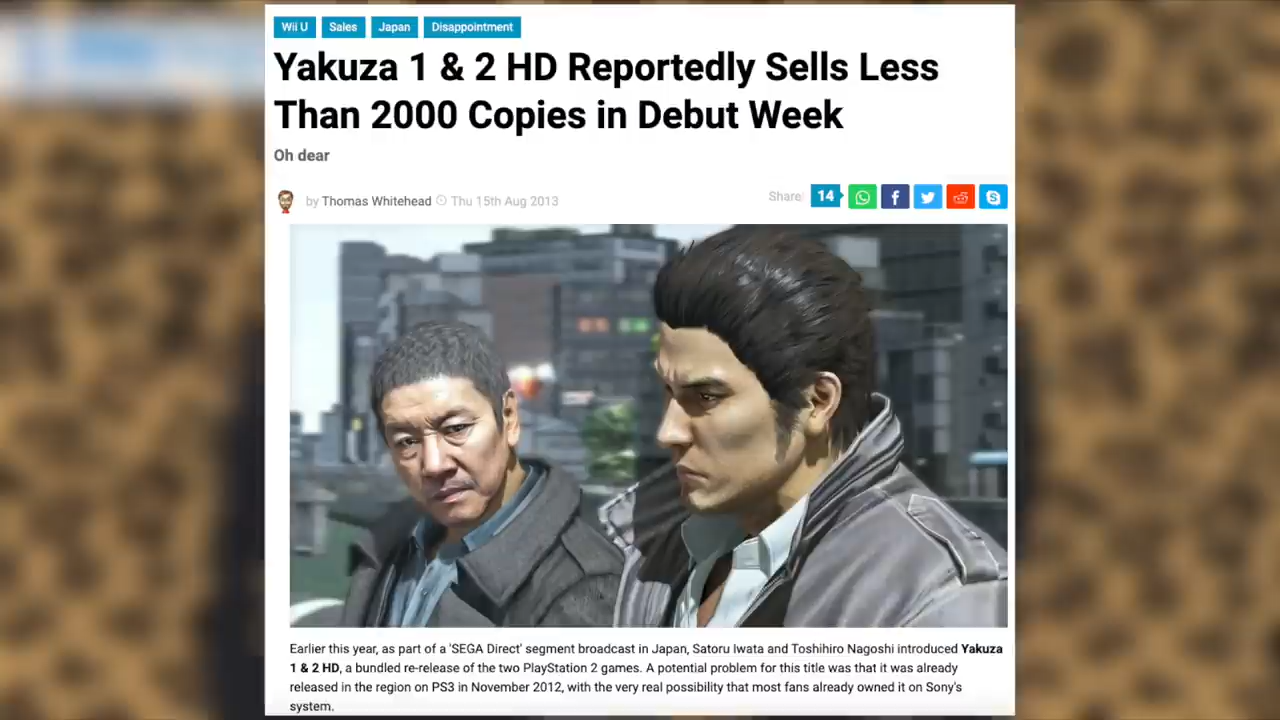 Wii U Sales Japan Disappointment
Yakuza 1 & 2 HD Reportedly Sells Less
Than 2000 Copies in Debut Week
Oh dear
by Thomas Whitehead Thu 15th Aug 2013
Share: 14
Earlier this year, as part of a 'SEGA Direct' segment broadcast in Japan, Satoru Iwata and Toshihiro Nagoshi introduced Yakuza
1 & 2 HD, a bundled re-release of the two PlayStation 2 games. A potential problem for this title was that it was already
released in the region on PS3 in November 2012, with the very real possibility that most fans already owned it on Sony's
system.